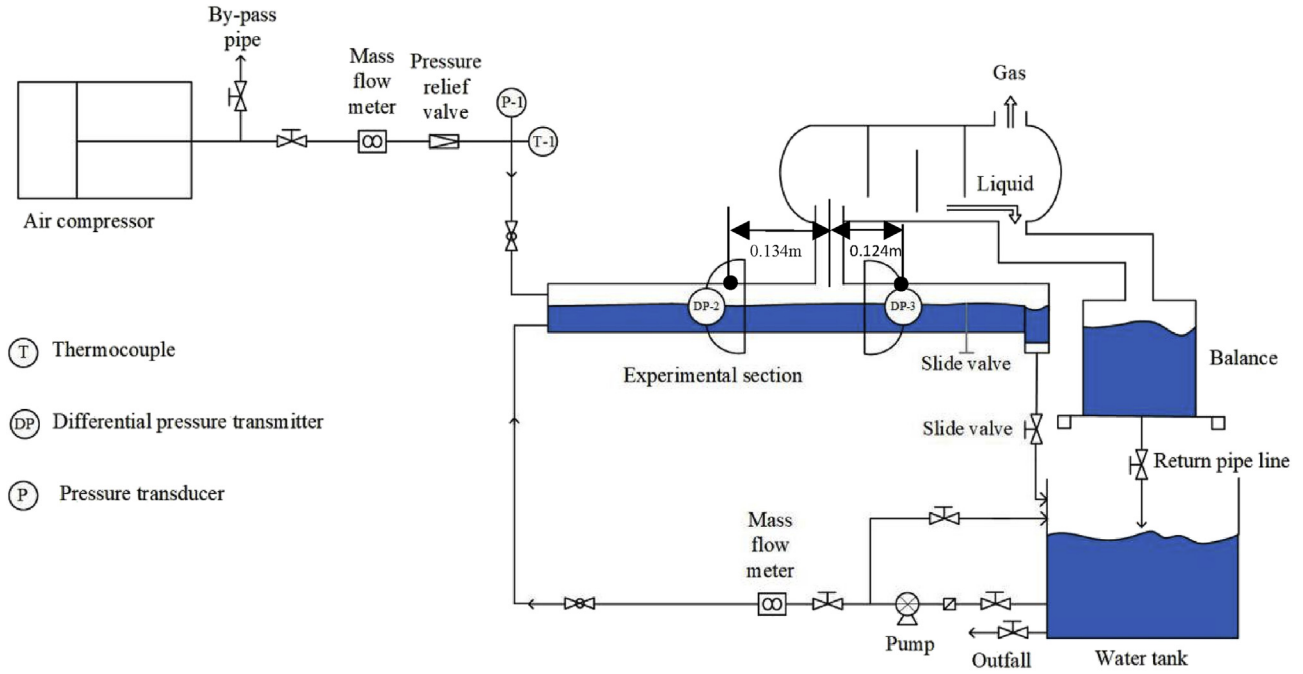 By-pass
pipe
Mass
flow
meter
Pressure
relief
valve
P-1
T-1
Air compressor
Gas
Liquid
0.134m
0.124m
DP-2
DP-3
Experimental section
Slide valve
Balance
T Thermocouple
DP Differential pressure transmitter
P Pressure transducer
Slide valve
Return pipe line
Mass
flow
meter
Pump
Outfall
Water tank